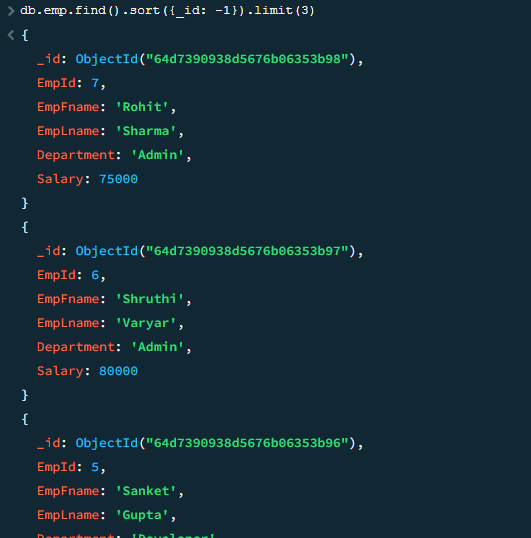 > db.emp.find().sort({_id: -1}).limit(3)
< {
_id: ObjectId("64d7390938d5676b06353b98"),
EmpId: 7,
EmpFname: 'Rohit',
EmpLname: 'Sharma',
Department: 'Admin',
Salary: 75000
}
{
_id: ObjectId("64d7390938d5676b06353b97"),
EmpId: 6,
EmpFname: 'Shruthi',
EmpLname: 'Varyar',
Department: 'Admin',
Salary: 80000
}
{
_id: ObjectId("64d7390938d5676b06353b96"),
EmpId: 5,
EmpFname: 'Sanket',
EmpLname: 'Gupta',
Department: 'Developer'